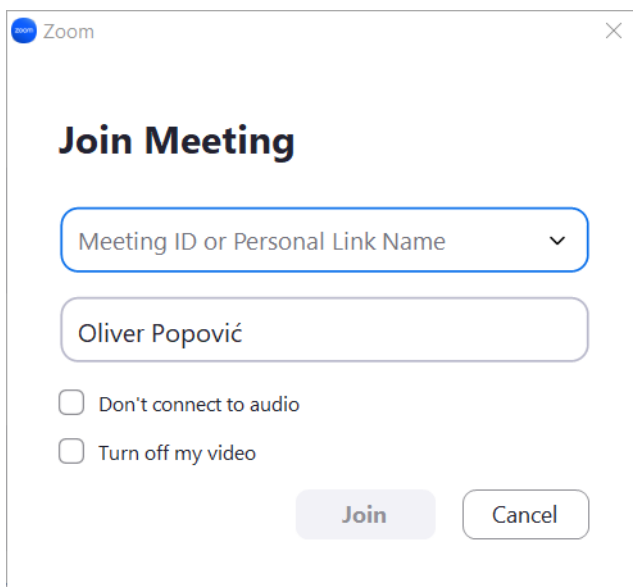 zoom Zoom
Join Meeting
Meeting ID or Personal Link Name
Oliver Popović
Don't connect to audio
Turn off my video
Join Cancel